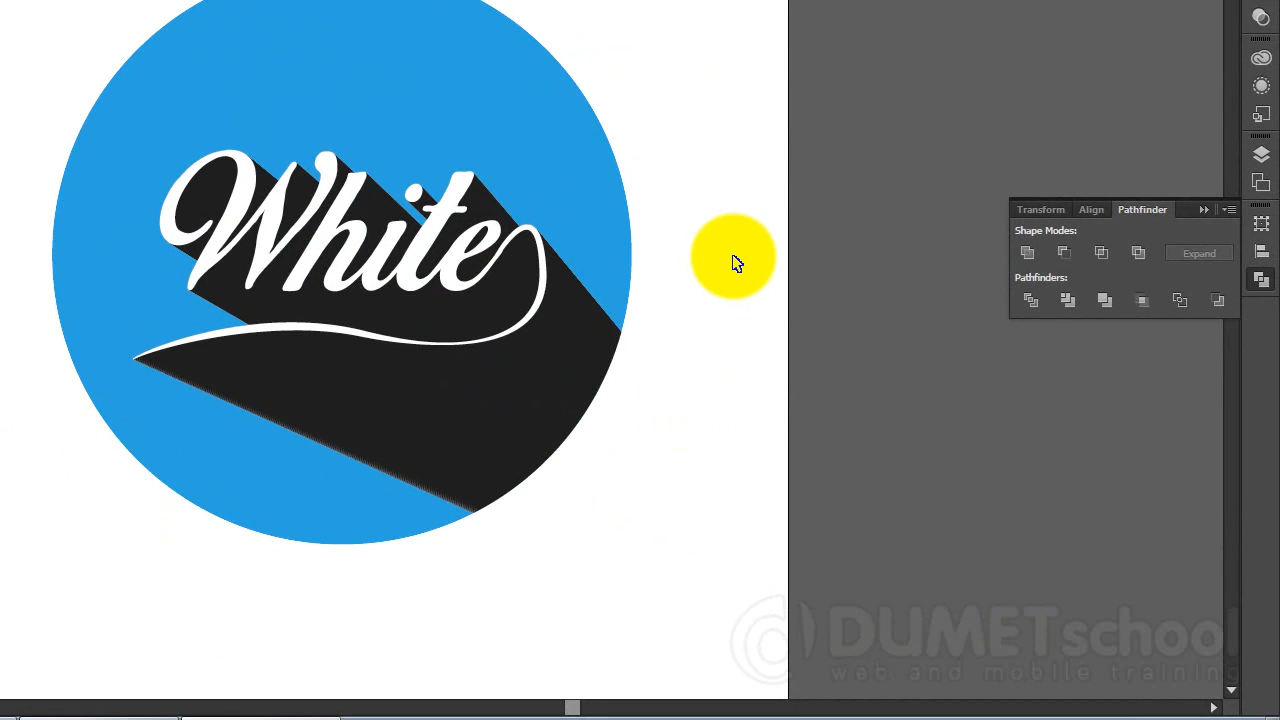 White
Transform Align Pathfinder
Shape Modes:
Expand
Pathfinders:
DUMETschool
web and mobile training